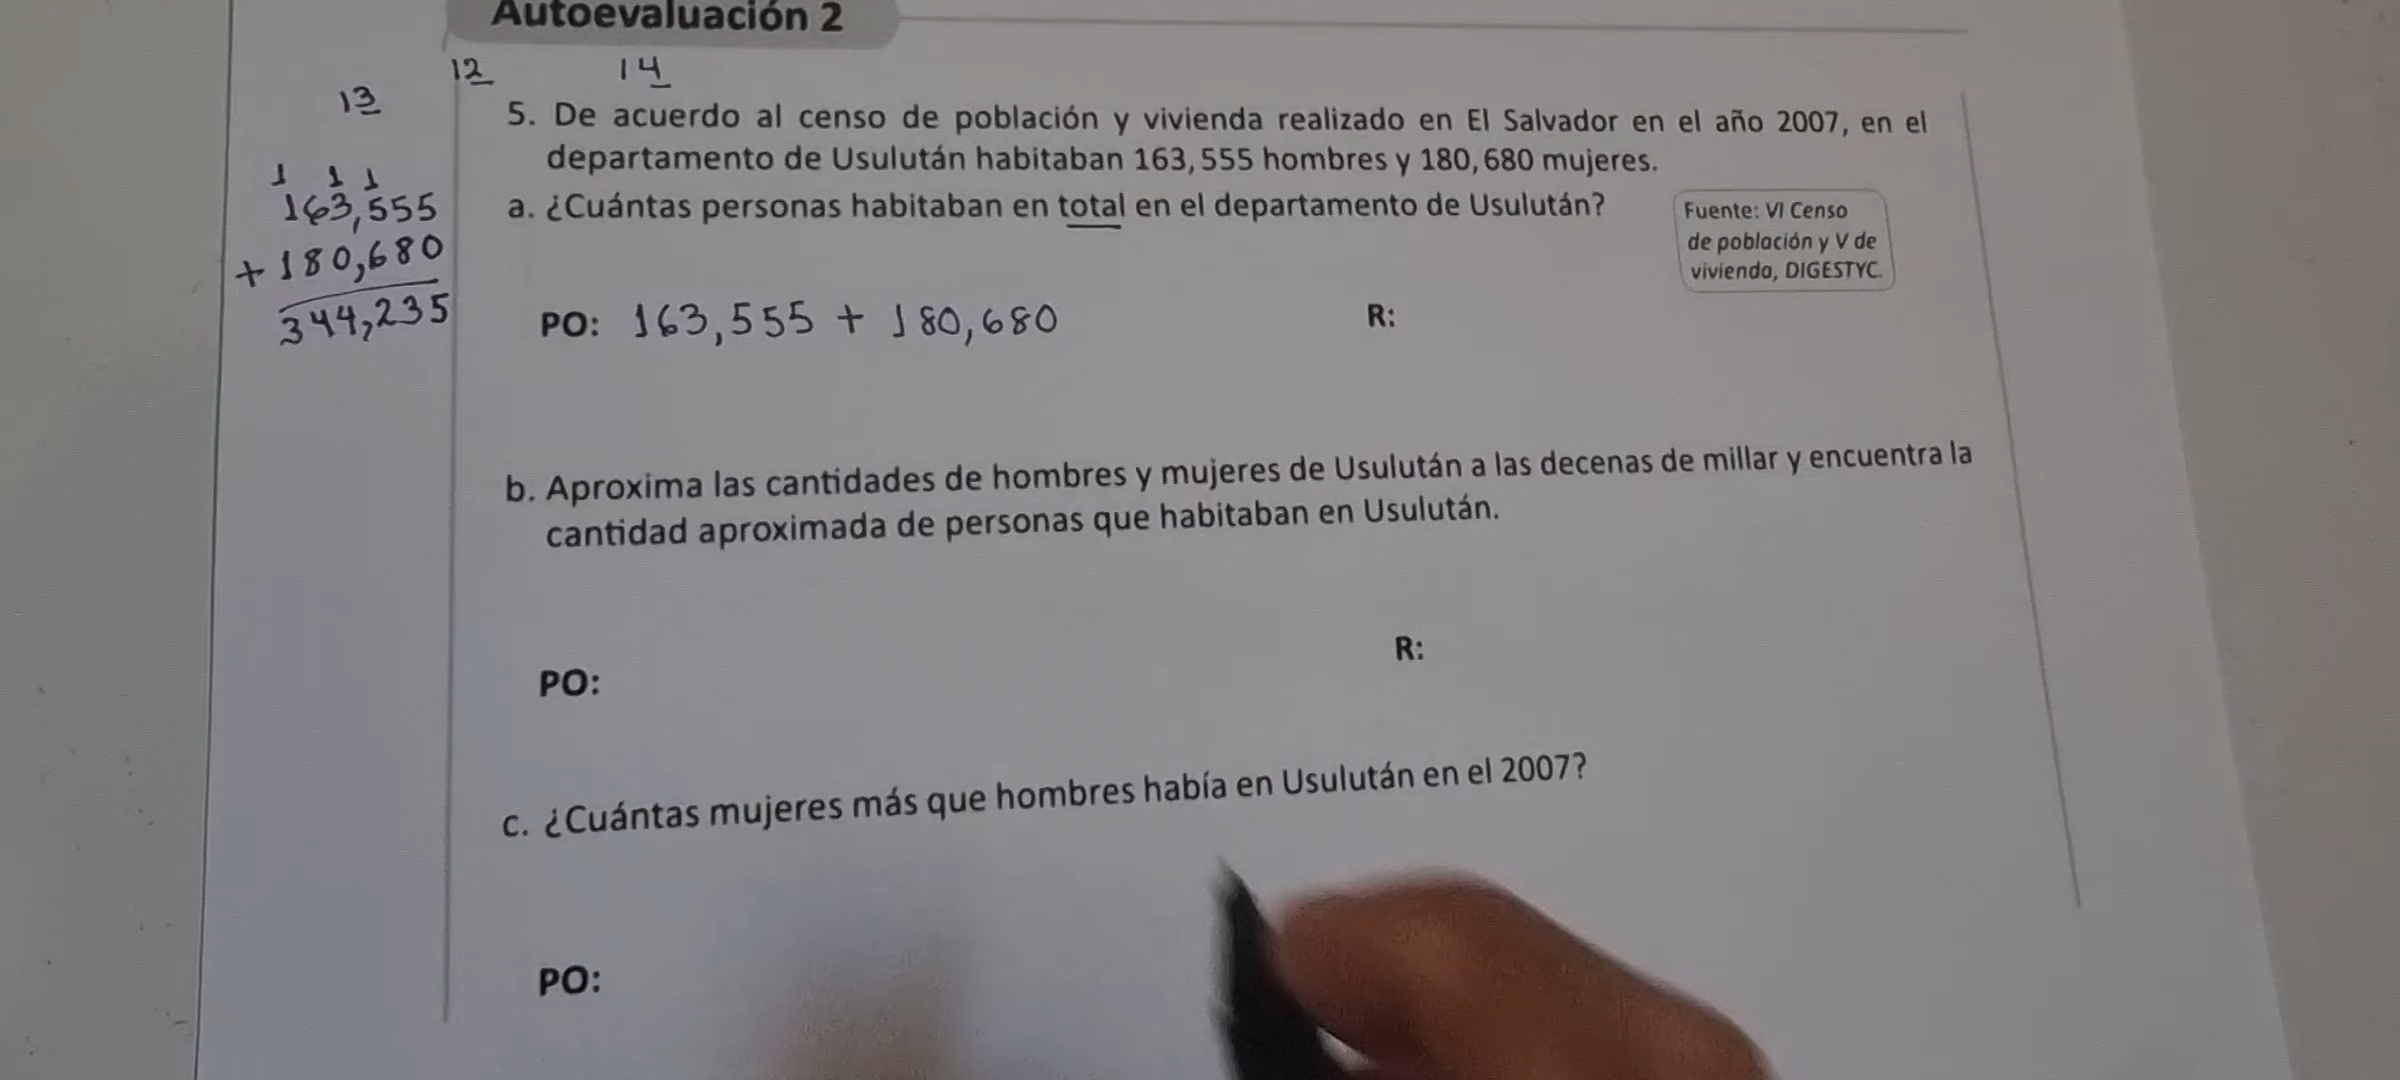 Autoevaluación 2
12
14
13
5. De acuerdo al censo de población y vivienda realizado en El Salvador en el año 2007, en el
departamento de Usulután habitaban 163,555 hombres y 180,680 mujeres.
1 1 1
163,555
+ 180,680
344,235
a. ¿Cuántas personas habitaban en total en el departamento de Usulután?
Fuente: VI Censo
de población y V de
vivienda, DIGESTYC.
PO: 163,555 + 180,680
R:
b. Aproxima las cantidades de hombres y mujeres de Usulután a las decenas de millar y encuentra la
cantidad aproximada de personas que habitaban en Usulután.
PO:
R:
c. ¿Cuántas mujeres más que hombres había en Usulután en el 2007?
PO: